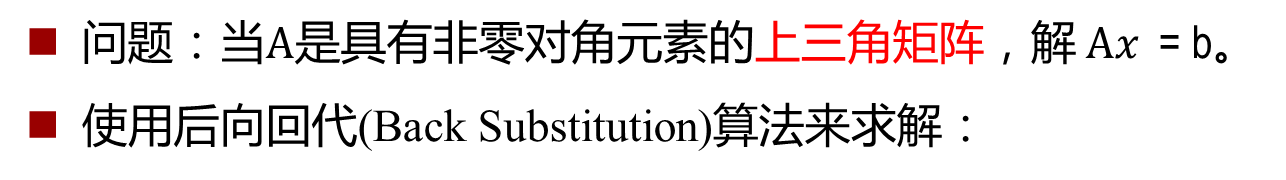 问题：当A是具有非零对角元素的上三角矩阵，解 Ax = b。
使用后向回代(Back Substitution)算法来求解：